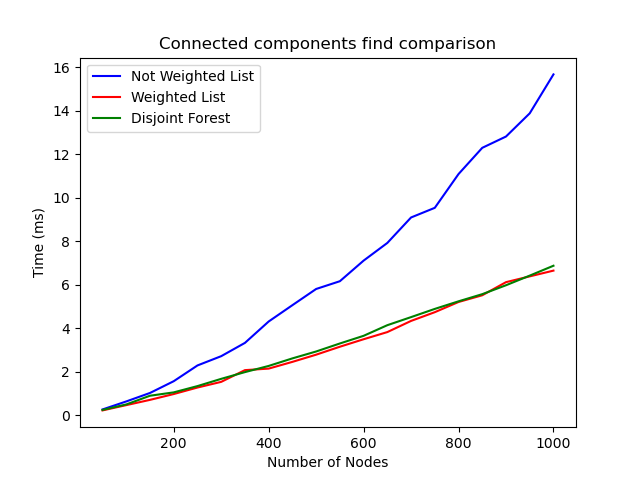 Connected components find comparison
Not Weighted List
Weighted List
Disjoint Forest
Time (ms)
16
14
12
10
8
6
4
2
0
200 400 600 800 1000
Number of Nodes